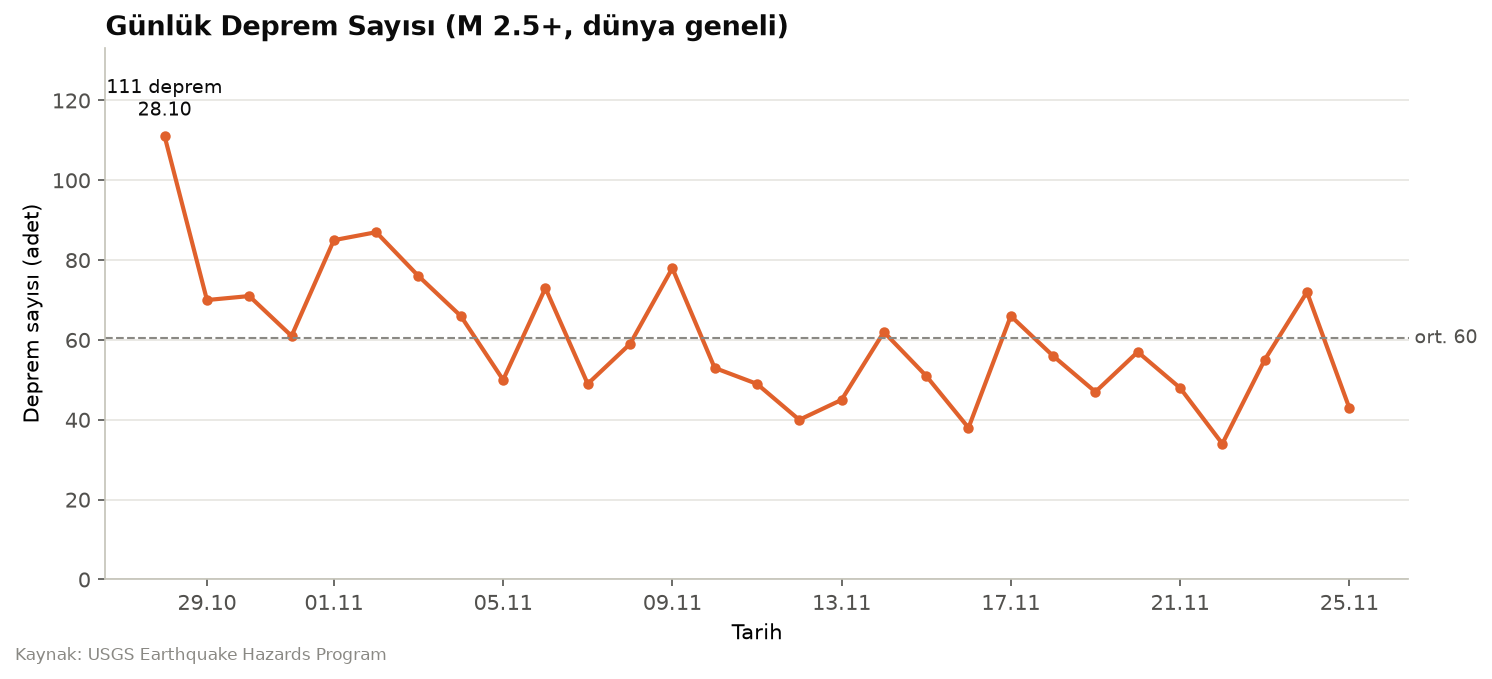 Günlük Deprem Sayısı (M 2.5+, dünya geneli)
111 deprem
28.10
120
100
80
60
40
20
0
Deprem sayısı (adet)
ort. 60
29.10
01.11
05.11
09.11
13.11
17.11
21.11
25.11
Tarih
Kaynak: USGS Earthquake Hazards Program